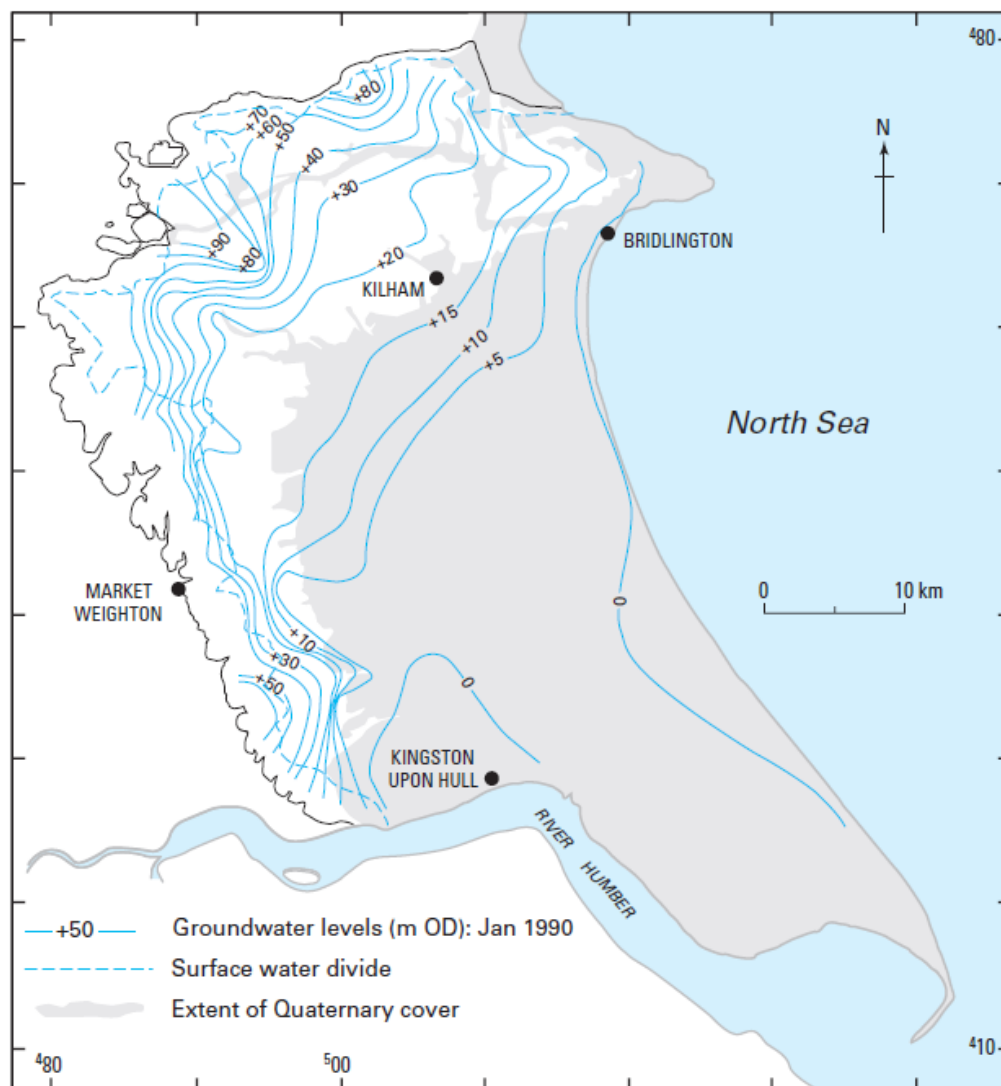 ⁴80
+80
+70
+60
+50
+40
+30
N
+90
+80
+20
BRIDLINGTON
KILHAM
+15
+10
+5
North Sea
MARKET
WEIGHTON
0
0 10 km
+10
+30
+50
0
KINGSTON
UPON HULL
RIVER HUMBER
+50 Groundwater levels (m OD): Jan 1990
Surface water divide
Extent of Quaternary cover
⁴80 ⁵00 ⁴10